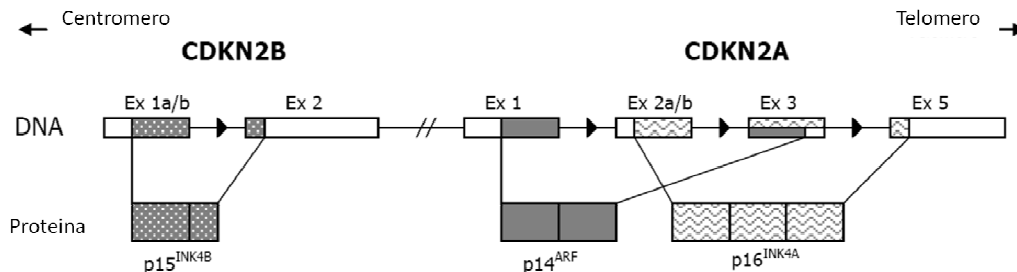 Centromero Telomero
CDKN2B CDKN2A
Ex 1a/b Ex 2 Ex 1 Ex 2a/b Ex 3 Ex 5
DNA
Proteina
p15INK4B p14ARF p16INK4A